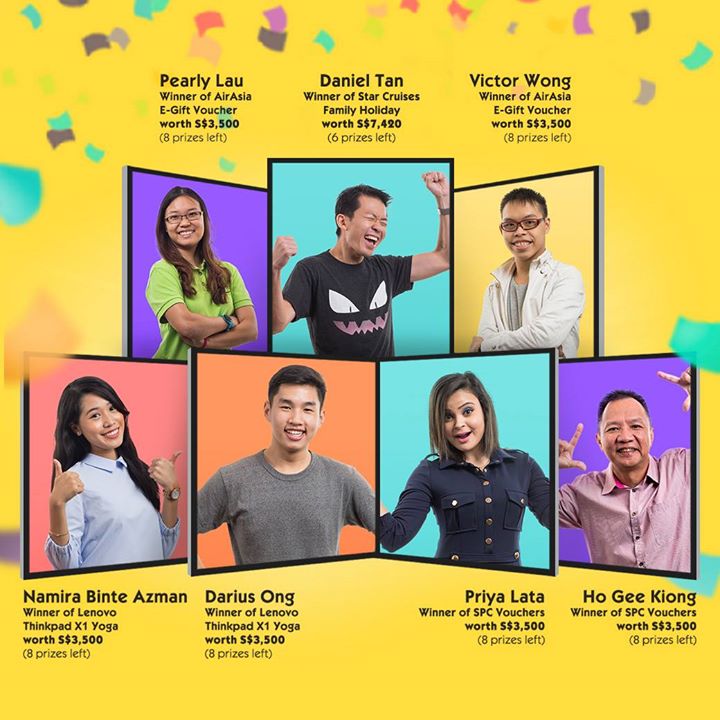 Pearly Lau
Winner of AirAsia
E-Gift Voucher
worth S$3,500
(8 prizes left)
Daniel Tan
Winner of Star Cruises
Family Holiday
worth S$7,420
(6 prizes left)
Victor Wong
Winner of AirAsia
E-Gift Voucher
worth S$3,500
(8 prizes left)
Namira Binte Azman
Winner of Lenovo
Thinkpad X1 Yoga
worth S$3,500
(8 prizes left)
Darius Ong
Winner of Lenovo
Thinkpad X1 Yoga
worth S$3,500
(8 prizes left)
Priya Lata
Winner of SPC Vouchers
worth S$3,500
(8 prizes left)
Ho Gee Kiong
Winner of SPC Vouchers
worth S$3,500
(8 prizes left)